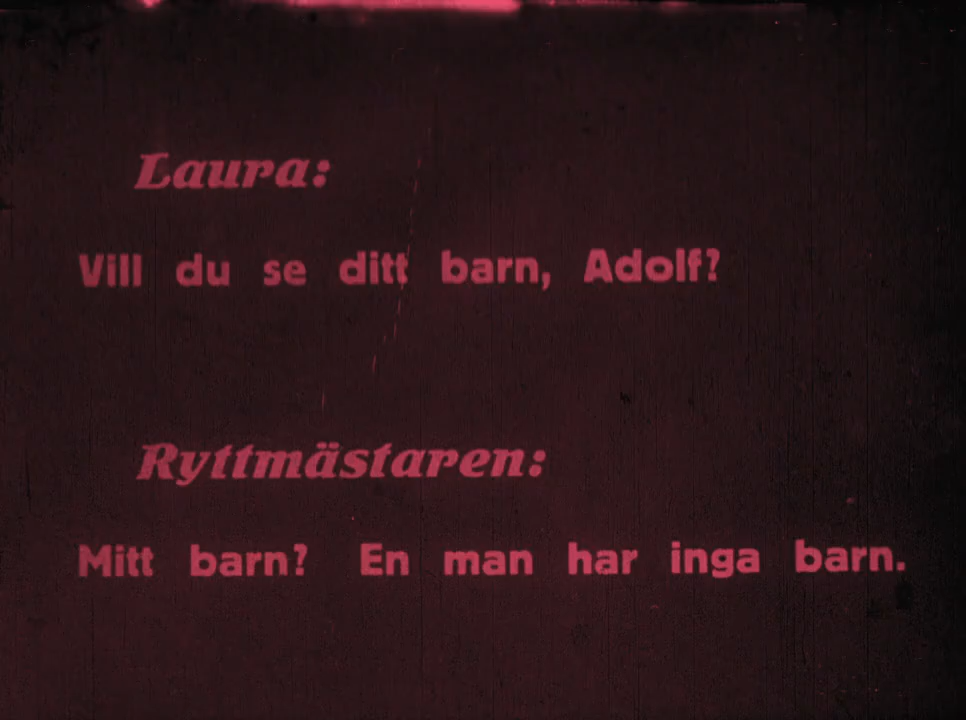 Laura:
Vill du se ditt barn, Adolf?
Ryttmästaren:
Mitt barn? En man har inga barn.